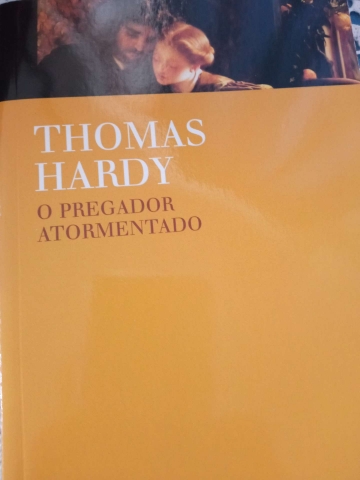 THOMAS
HARDY
O PREGADOR
ATORMENTADO